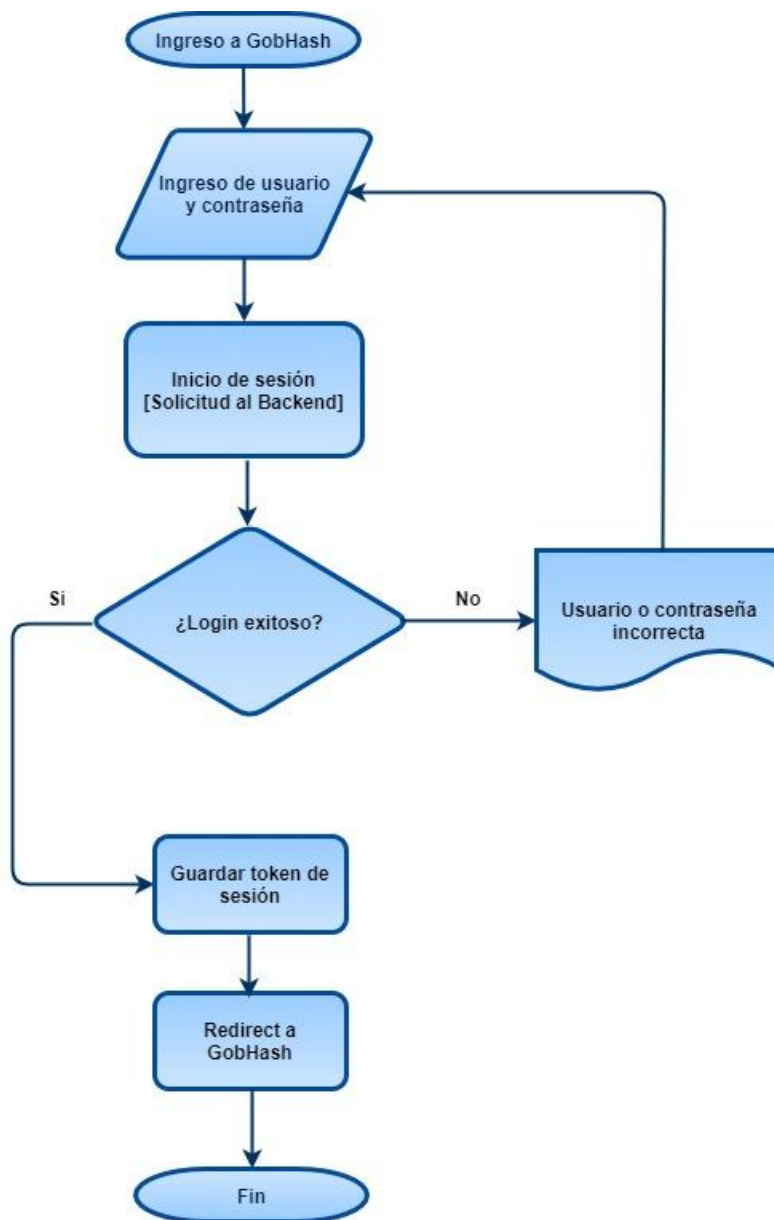 Ingreso a GobHash
Ingreso de usuario
y contraseña
Inicio de sesión
[Solicitud al Backend]
Si
¿Login exitoso?
No
Usuario o contraseña
incorrecta
Guardar token de
sesión
Redirect a
GobHash
Fin